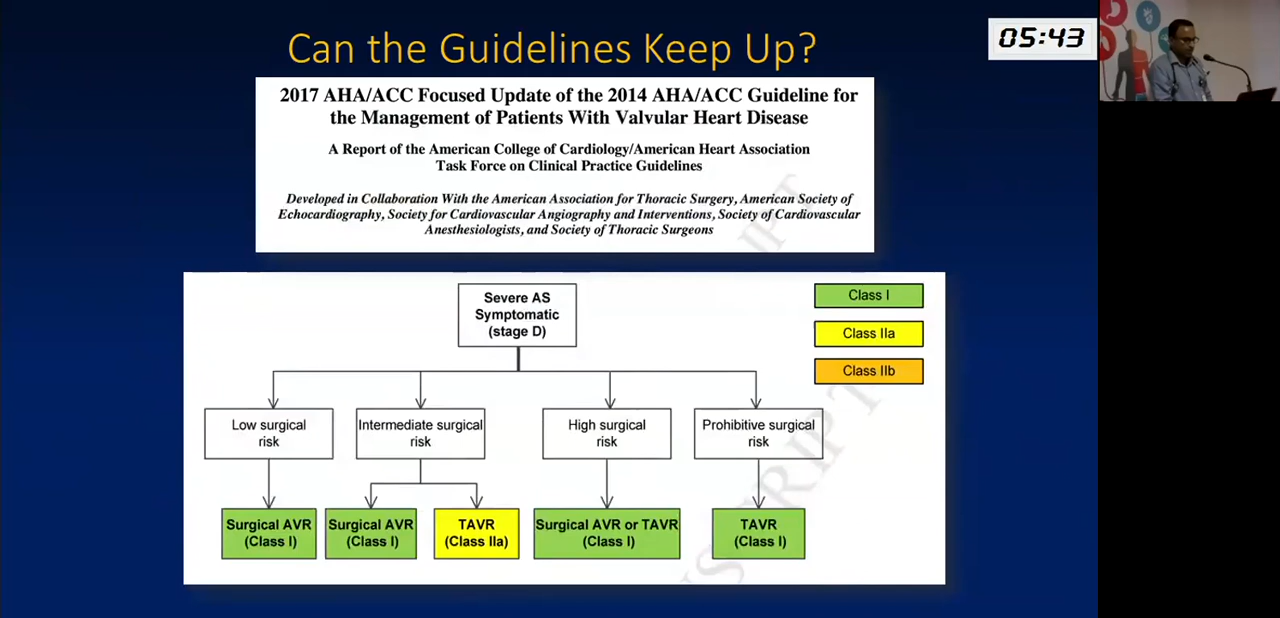 Can the Guidelines Keep Up?
05:43
2017 AHA/ACC Focused Update of the 2014 AHA/ACC Guideline for
the Management of Patients With Valvular Heart Disease
A Report of the American College of Cardiology/American Heart Association
Task Force on Clinical Practice Guidelines
Developed in Collaboration With the American Association for Thoracic Surgery, American Society of
Echocardiography, Society for Cardiovascular Angiography and Interventions, Society of Cardiovascular
Anesthesiologists, and Society of Thoracic Surgeons
Severe AS
Symptomatic
(stage D)
Class I
Class IIa
Class IIb
Low surgical
risk
Intermediate surgical
risk
High surgical
risk
Prohibitive surgical
risk
Surgical AVR
(Class I)
Surgical AVR
(Class I)
TAVR
(Class IIa)
Surgical AVR or TAVR
(Class I)
TAVR
(Class I)